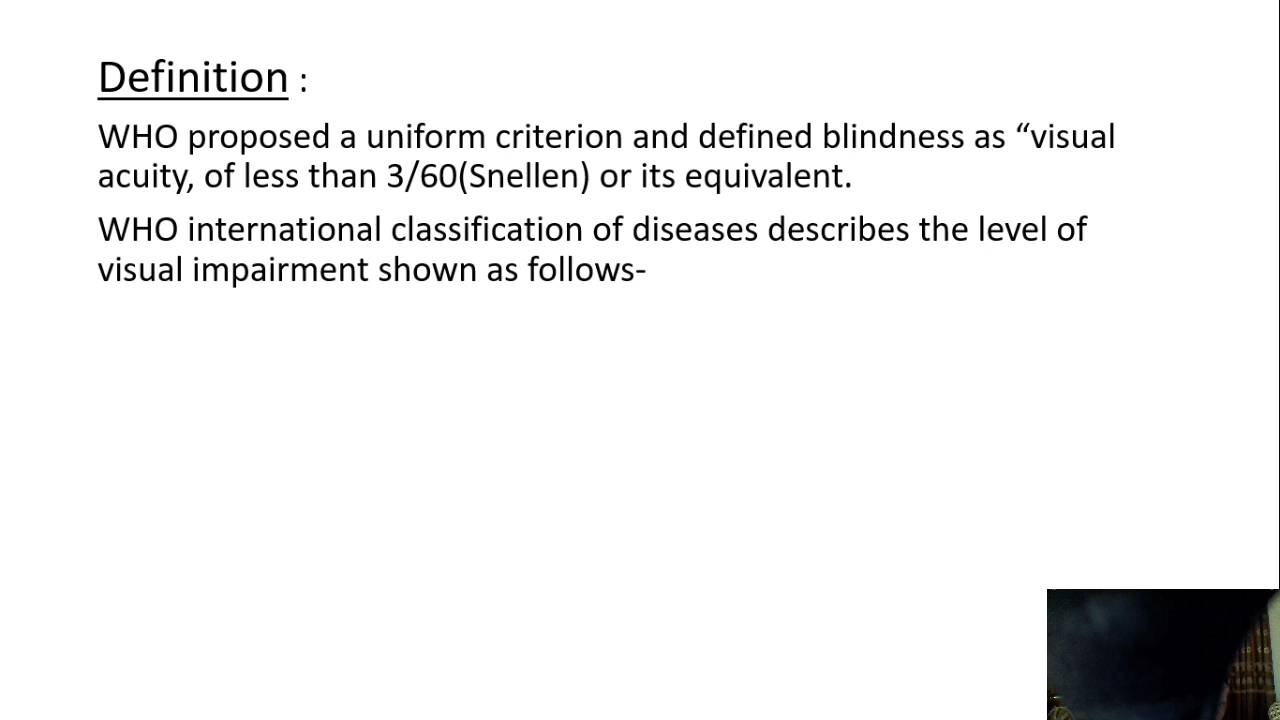 Definition :
WHO proposed a uniform criterion and defined blindness as “visual
acuity, of less than 3/60(Snellen) or its equivalent.
WHO international classification of diseases describes the level of
visual impairment shown as follows-